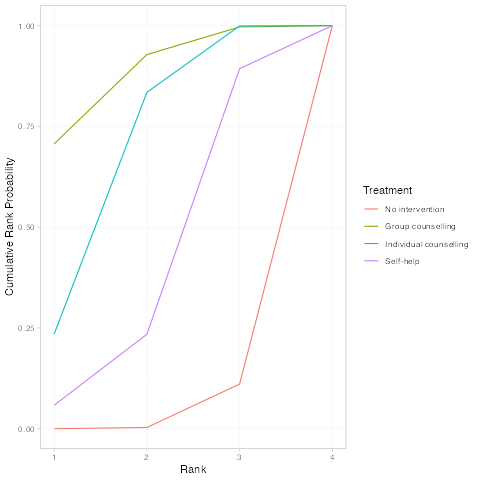 1.00
0.75
0.50
0.25
0.00
Cumulative Rank Probability
1 2 3 4
Rank
Treatment
No intervention
Group counselling
Individual counselling
Self-help